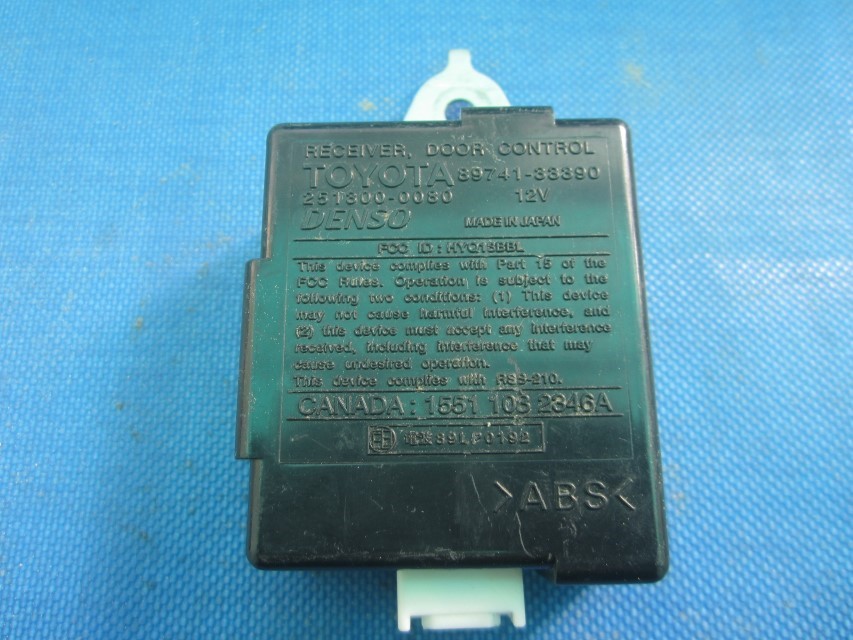 RECEIVER, DOOR CONTROL
TOYOTA 89741-33390
251300-0080 12V
DENSO MADE IN JAPAN
FCC ID : HYQ13BBL
This device complies with Part 15 of the
FCC Rules. Operation is subject to the
following two conditions: (1) This device
may not cause harmful interference, and
(2) this device must accept any interference
received, including interference that may
cause undesired operation.
This device complies with RSS-210.
CANADA : 1551 103 2346A
>ABS<